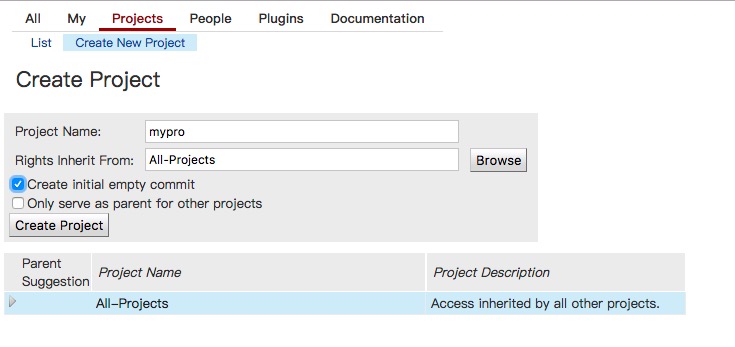 All My Projects People Plugins Documentation
List Create New Project
Create Project
Project Name: mypro
Rights Inherit From: All-Projects Browse
Create initial empty commit
Only serve as parent for other projects
Create Project
Parent Suggestion Project Name Project Description
All-Projects Access inherited by all other projects.